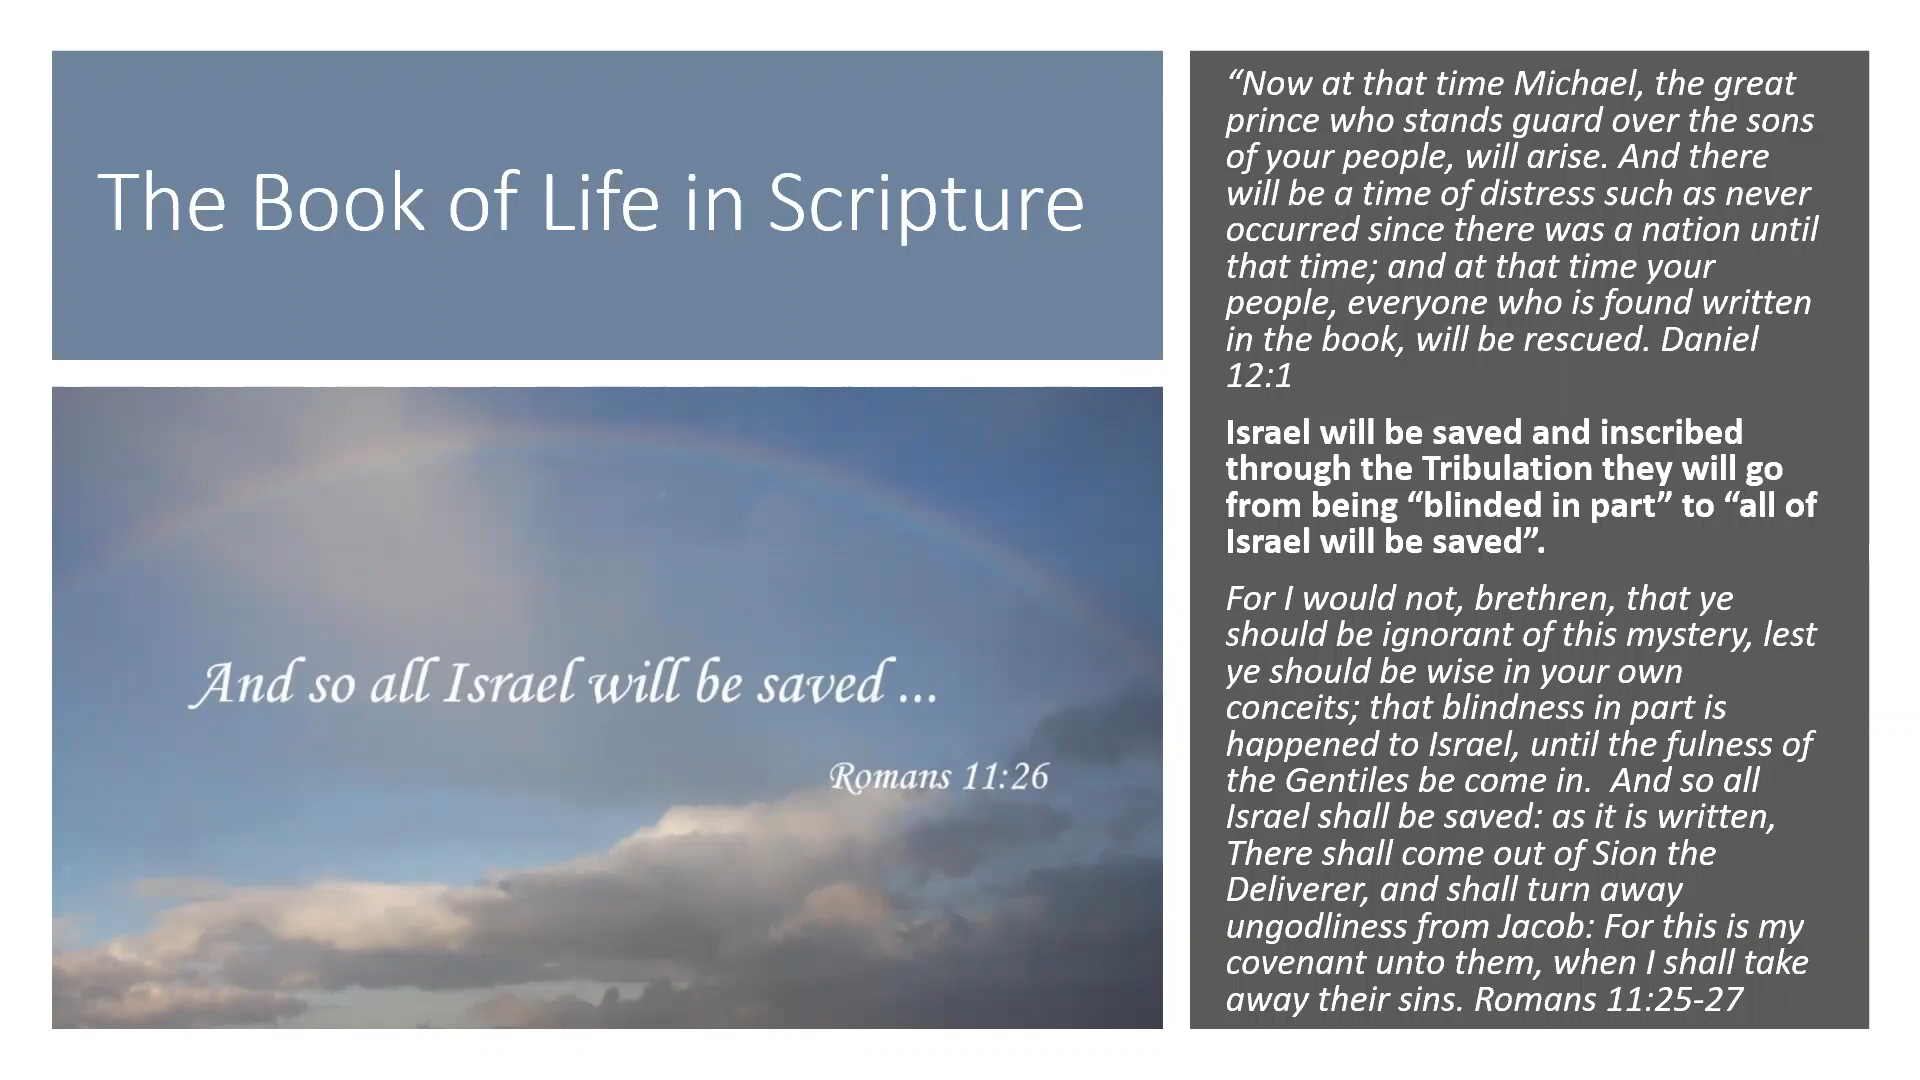 The Book of Life in Scripture
And so all Israel will be saved ...
Romans 11:26
“Now at that time Michael, the great
prince who stands guard over the sons
of your people, will arise. And there
will be a time of distress such as never
occurred since there was a nation until
that time; and at that time your
people, everyone who is found written
in the book, will be rescued. Daniel
12:1
Israel will be saved and inscribed
through the Tribulation they will go
from being “blinded in part” to “all of
Israel will be saved”.
For I would not, brethren, that ye
should be ignorant of this mystery, lest
ye should be wise in your own
conceits; that blindness in part is
happened to Israel, until the fulness of
the Gentiles be come in.  And so all
Israel shall be saved: as it is written,
There shall come out of Sion the
Deliverer, and shall turn away
ungodliness from Jacob: For this is my
covenant unto them, when I shall take
away their sins. Romans 11:25-27